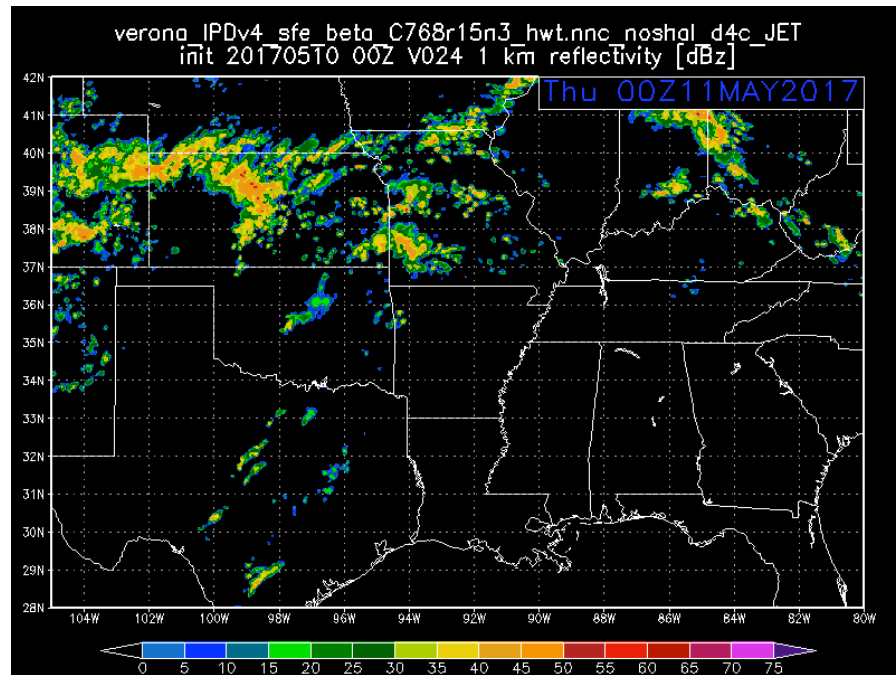 verona_IPDv4_sfe_beta_C768r15n3_hwt.nnc_noshal_d4c_JET
init 20170510 00Z V024 1 km reflectivity [dBz]
Thu 00Z11MAY2017
42N
41N
40N
39N
38N
37N
36N
35N
34N
33N
32N
31N
30N
29N
28N
104W 102W 100W 98W 96W 94W 92W 90W 88W 86W 84W 82W 80W
0 5 10 15 20 25 30 35 40 45 50 55 60 65 70 75